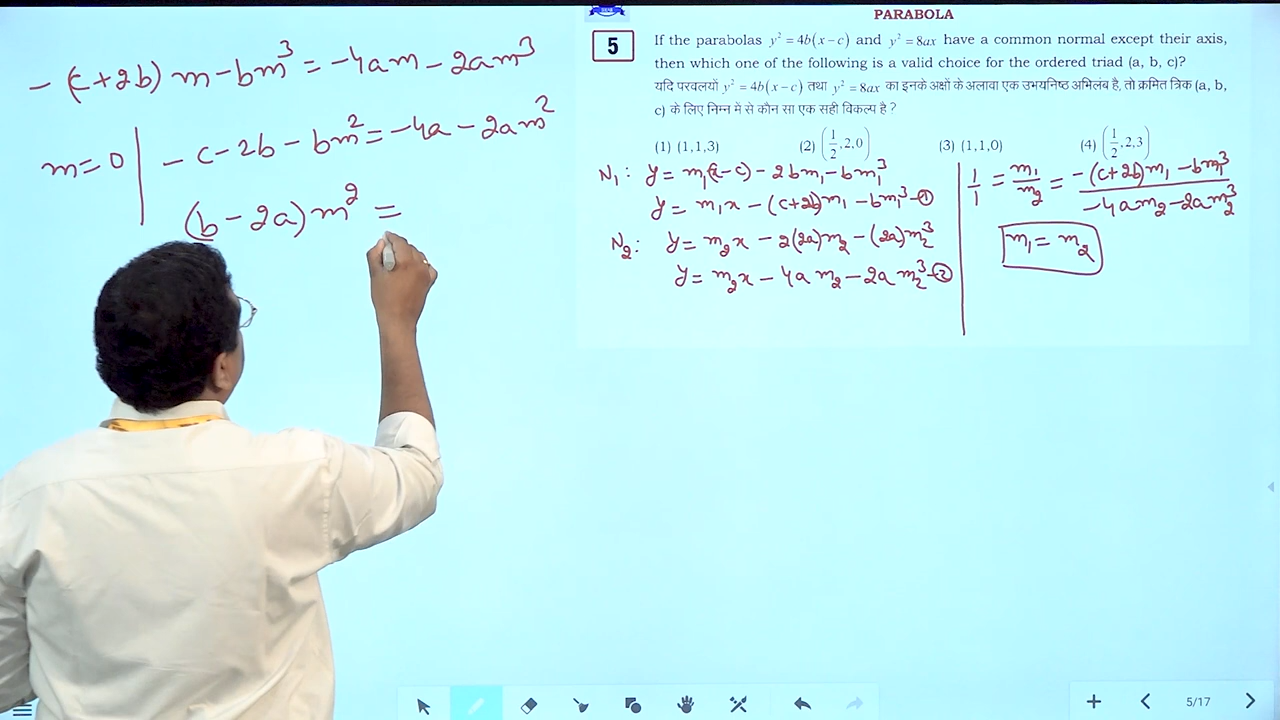 PARABOLA
5 If the parabolas y² = 4b(x−c) and y² = 8ax have a common normal except their axis,
then which one of the following is a valid choice for the ordered triad (a, b, c)?
यदि परवलयों y² = 4b(x−c) तथा y² = 8ax का इनके अक्षों के अलावा एक उभयनिष्ठ अभिलंब है, तो क्रमित त्रिक (a, b,
c) के लिए निम्न में से कौन सा एक सही विकल्प है ?
(1) (1,1,3) (2) (1/2,2,0) (3) (1,1,0) (4) (1/2,2,3)
N₁: y = m₁(x−c) − 2bm₁ − bm₁³
y = m₁x − (c+2b)m₁ − bm₁³ −①
N₂: y = m₂x − 2(2a)m₂ − (2a)m₂³
y = m₂x − 4am₂ − 2am₂³ −②
1/1 = m₁/m₂ = −(c+2b)m₁ − bm₁³ / −4am₂ − 2am₂³
m₁ = m₂
−(c+2b)m − bm³ = −4am − 2am³
m=0 | −c − 2b − bm² = −4a − 2am²
(b − 2a)m² =
5/17